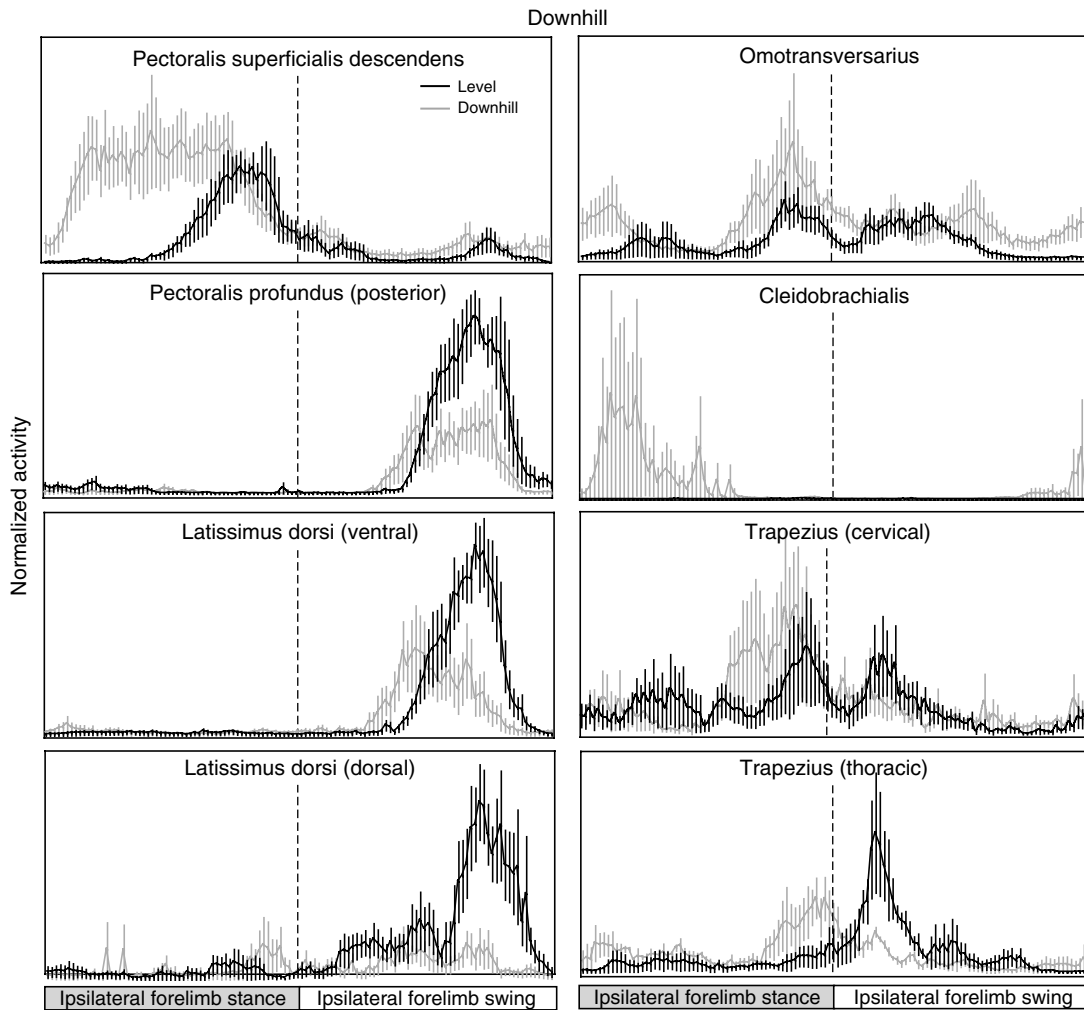 Downhill
Pectoralis superficialis descendens
Level
Downhill
Omotransversarius
Pectoralis profundus (posterior)
Cleidobrachialis
Normalized activity
Latissimus dorsi (ventral)
Trapezius (cervical)
Latissimus dorsi (dorsal)
Trapezius (thoracic)
Ipsilateral forelimb stance
Ipsilateral forelimb swing
Ipsilateral forelimb stance
Ipsilateral forelimb swing